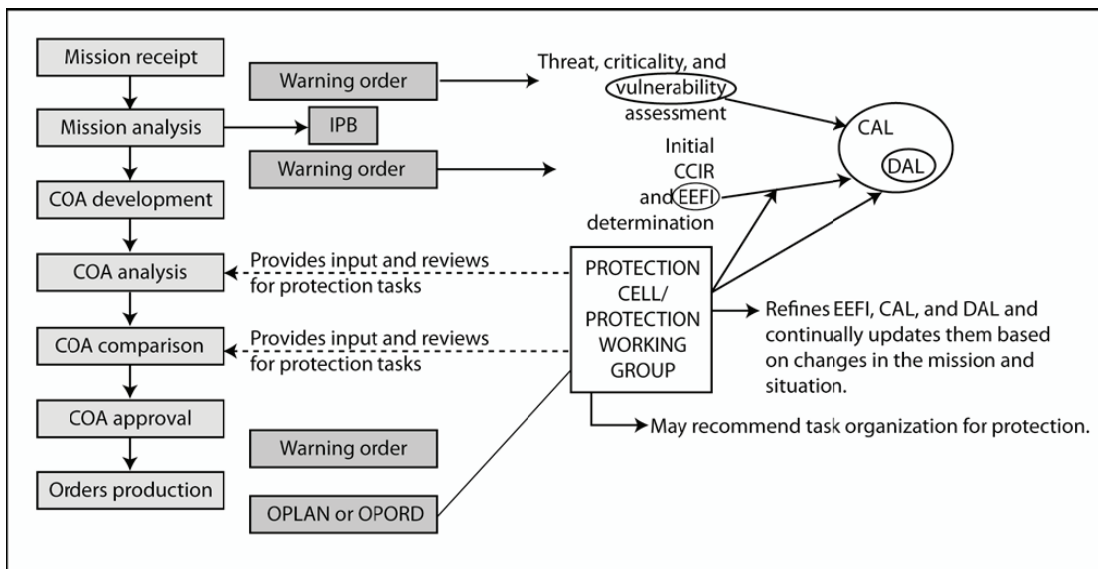 Mission receipt
Mission analysis
COA development
COA analysis
COA comparison
COA approval
Orders production
Warning order
IPB
Warning order
Provides input and reviews
for protection tasks
Provides input and reviews
for protection tasks
Warning order
OPLAN or OPORD
Threat, criticality, and
vulnerability
assessment
Initial
CCIR
and EEFI
determination
CAL
DAL
PROTECTION
CELL/
PROTECTION
WORKING
GROUP
Refines EEFI, CAL, and DAL and
continually updates them based
on changes in the mission and
situation.
May recommend task organization for protection.